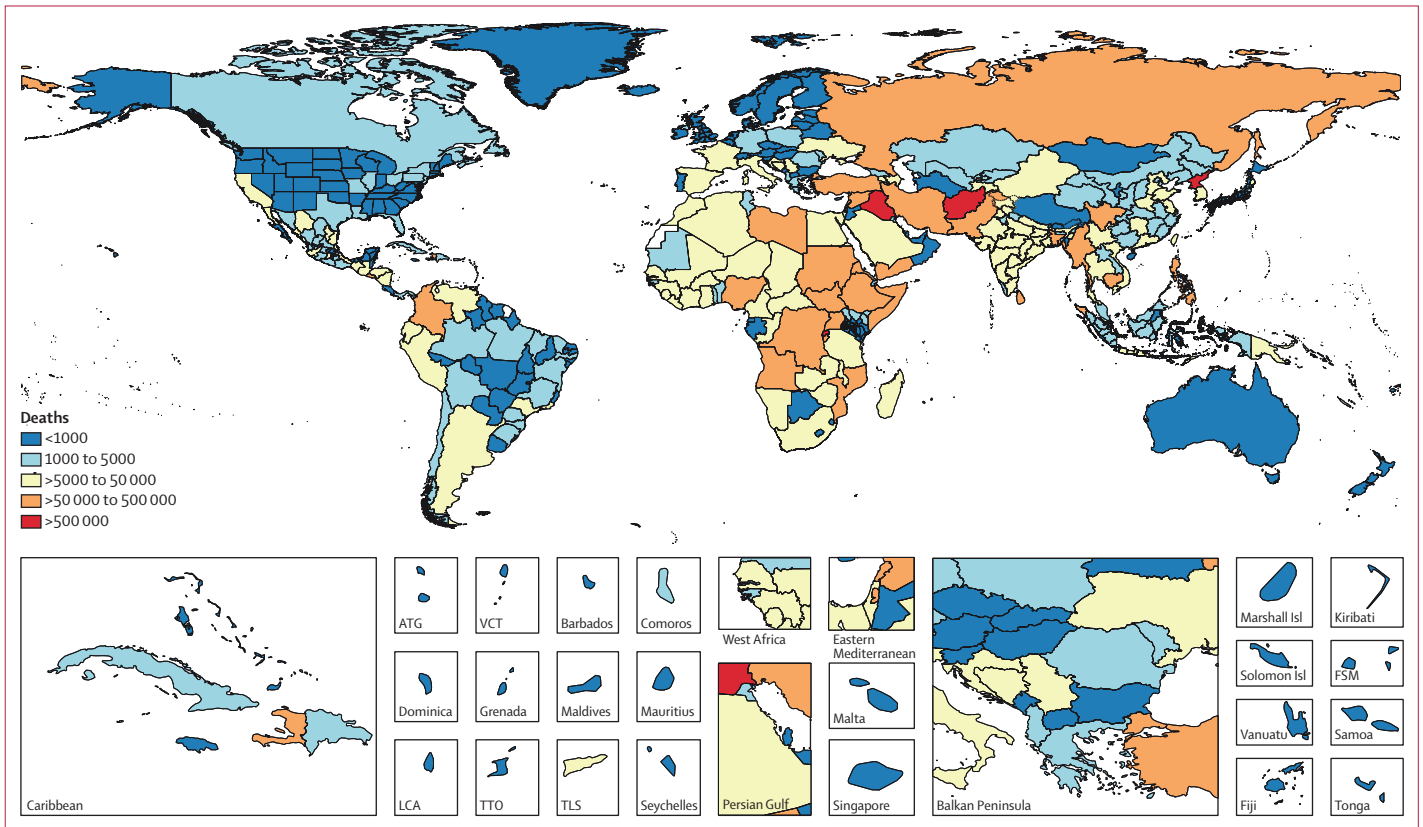 Deaths
<1000
1000 to 5000
>5000 to 50 000
>50 000 to 500 000
>500 000
Caribbean
ATG
VCT
Barbados
Comoros
Dominica
Grenada
Maldives
Mauritius
LCA
TTO
TLS
Seychelles
West Africa
Eastern
Mediterranean
Persian Gulf
Malta
Singapore
Balkan Peninsula
Marshall Isl
Kiribati
Solomon Isl
FSM
Vanuatu
Samoa
Fiji
Tonga